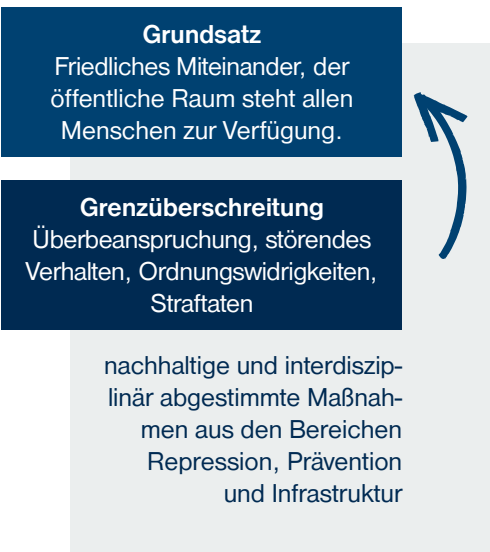 Grundsatz
Friedliches Miteinander, der
öffentliche Raum steht allen
Menschen zur Verfügung.
Grenzüberschreitung
Überbeanspruchung, störendes
Verhalten, Ordnungswidrigkeiten,
Straftaten
nachhaltige und interdiszip-
linär abgestimmte Maßnah-
men aus den Bereichen
Repression, Prävention
und Infrastruktur